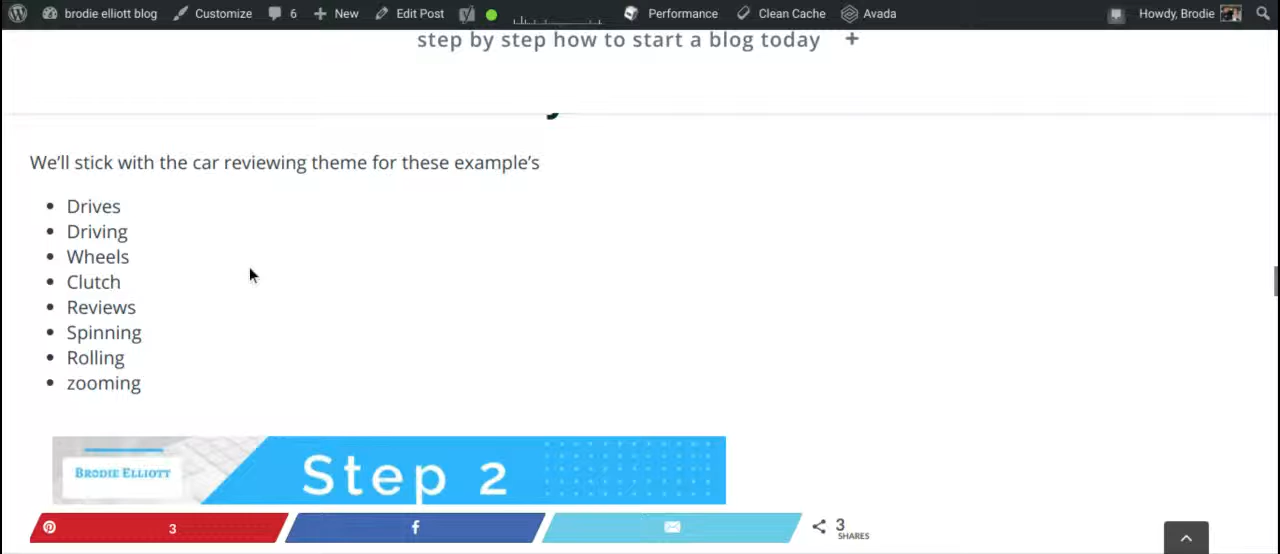 brodie elliott blog Customize 6 New Edit Post Performance Clean Cache Avada Howdy, Brodie
step by step how to start a blog today +
We'll stick with the car reviewing theme for these example's
Drives
Driving
Wheels
Clutch
Reviews
Spinning
Rolling
zooming
BRODIE ELLIOTT Step 2
3 3
SHARES